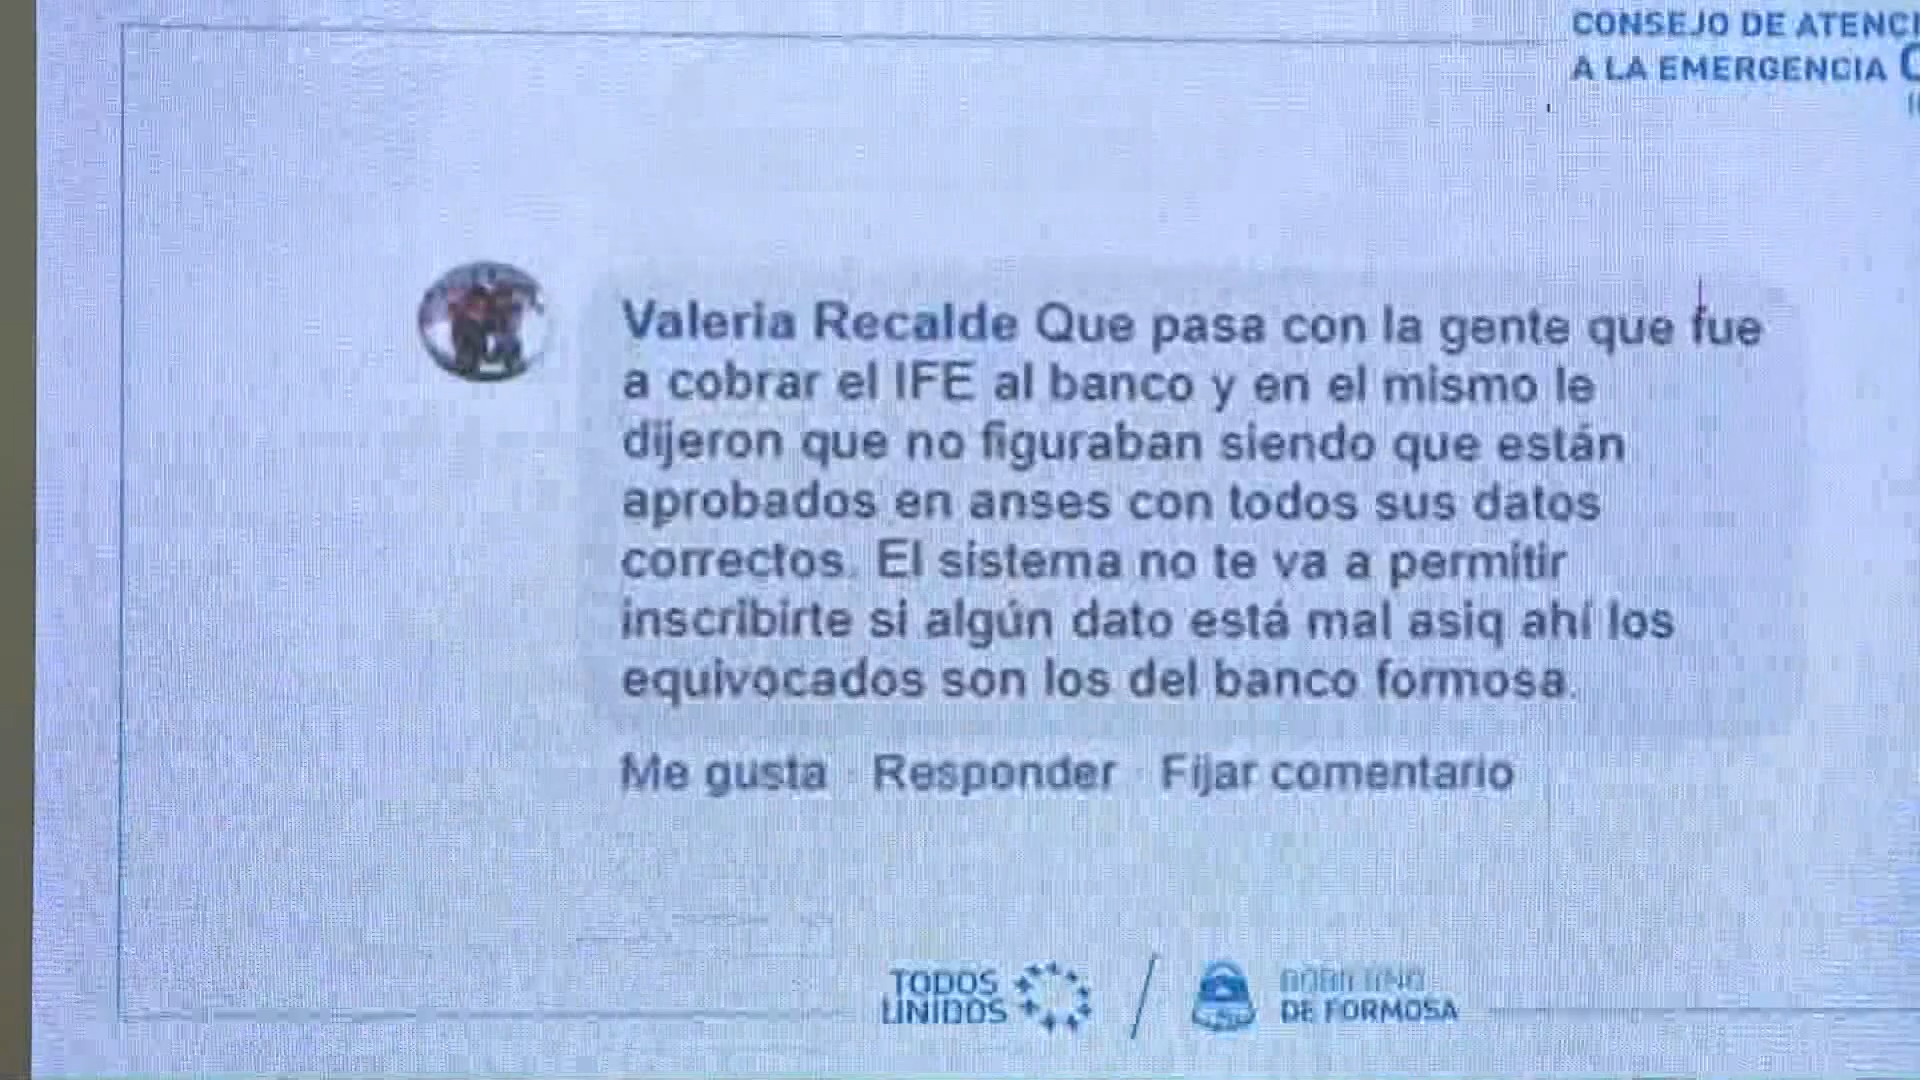 CONSEJO DE ATENCI
A LA EMERGENCIA C
Valeria Recalde Que pasa con la gente que fue
a cobrar el IFE al banco y en el mismo le
dijeron que no figuraban siendo que están
aprobados en anses con todos sus datos
correctos. El sistema no te va a permitir
inscribirte si algún dato está mal asiq ahí los
equivocados son los del banco formosa.
Me gusta · Responder · Fijar comentario
TODOS
UNIDOS
GOBIERNO
DE FORMOSA